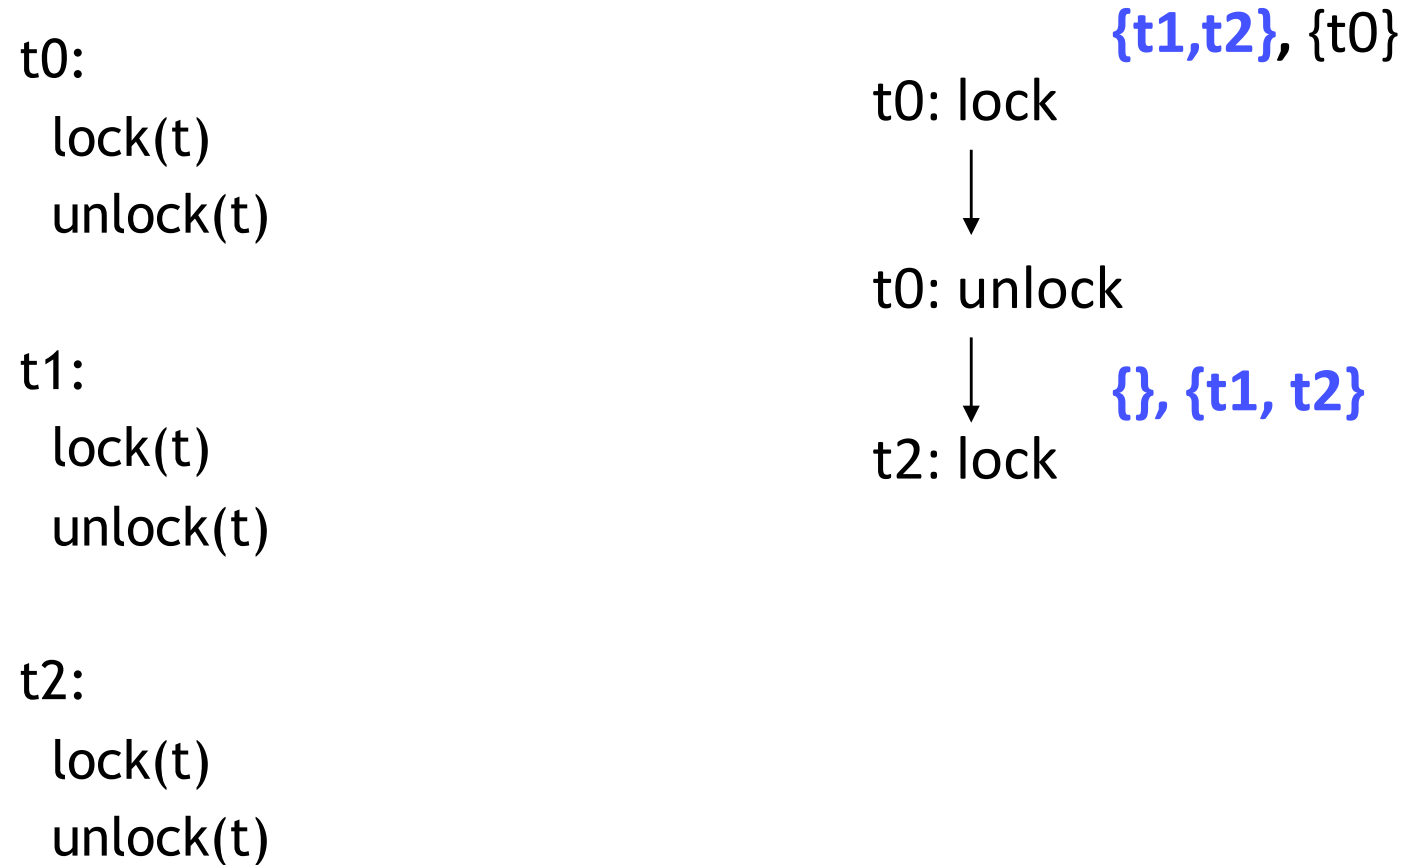 t0:
lock(t)
unlock(t)
t1:
lock(t)
unlock(t)
t2:
lock(t)
unlock(t)
{t1,t2}, {t0}
t0: lock
t0: unlock
{}, {t1, t2}
t2: lock